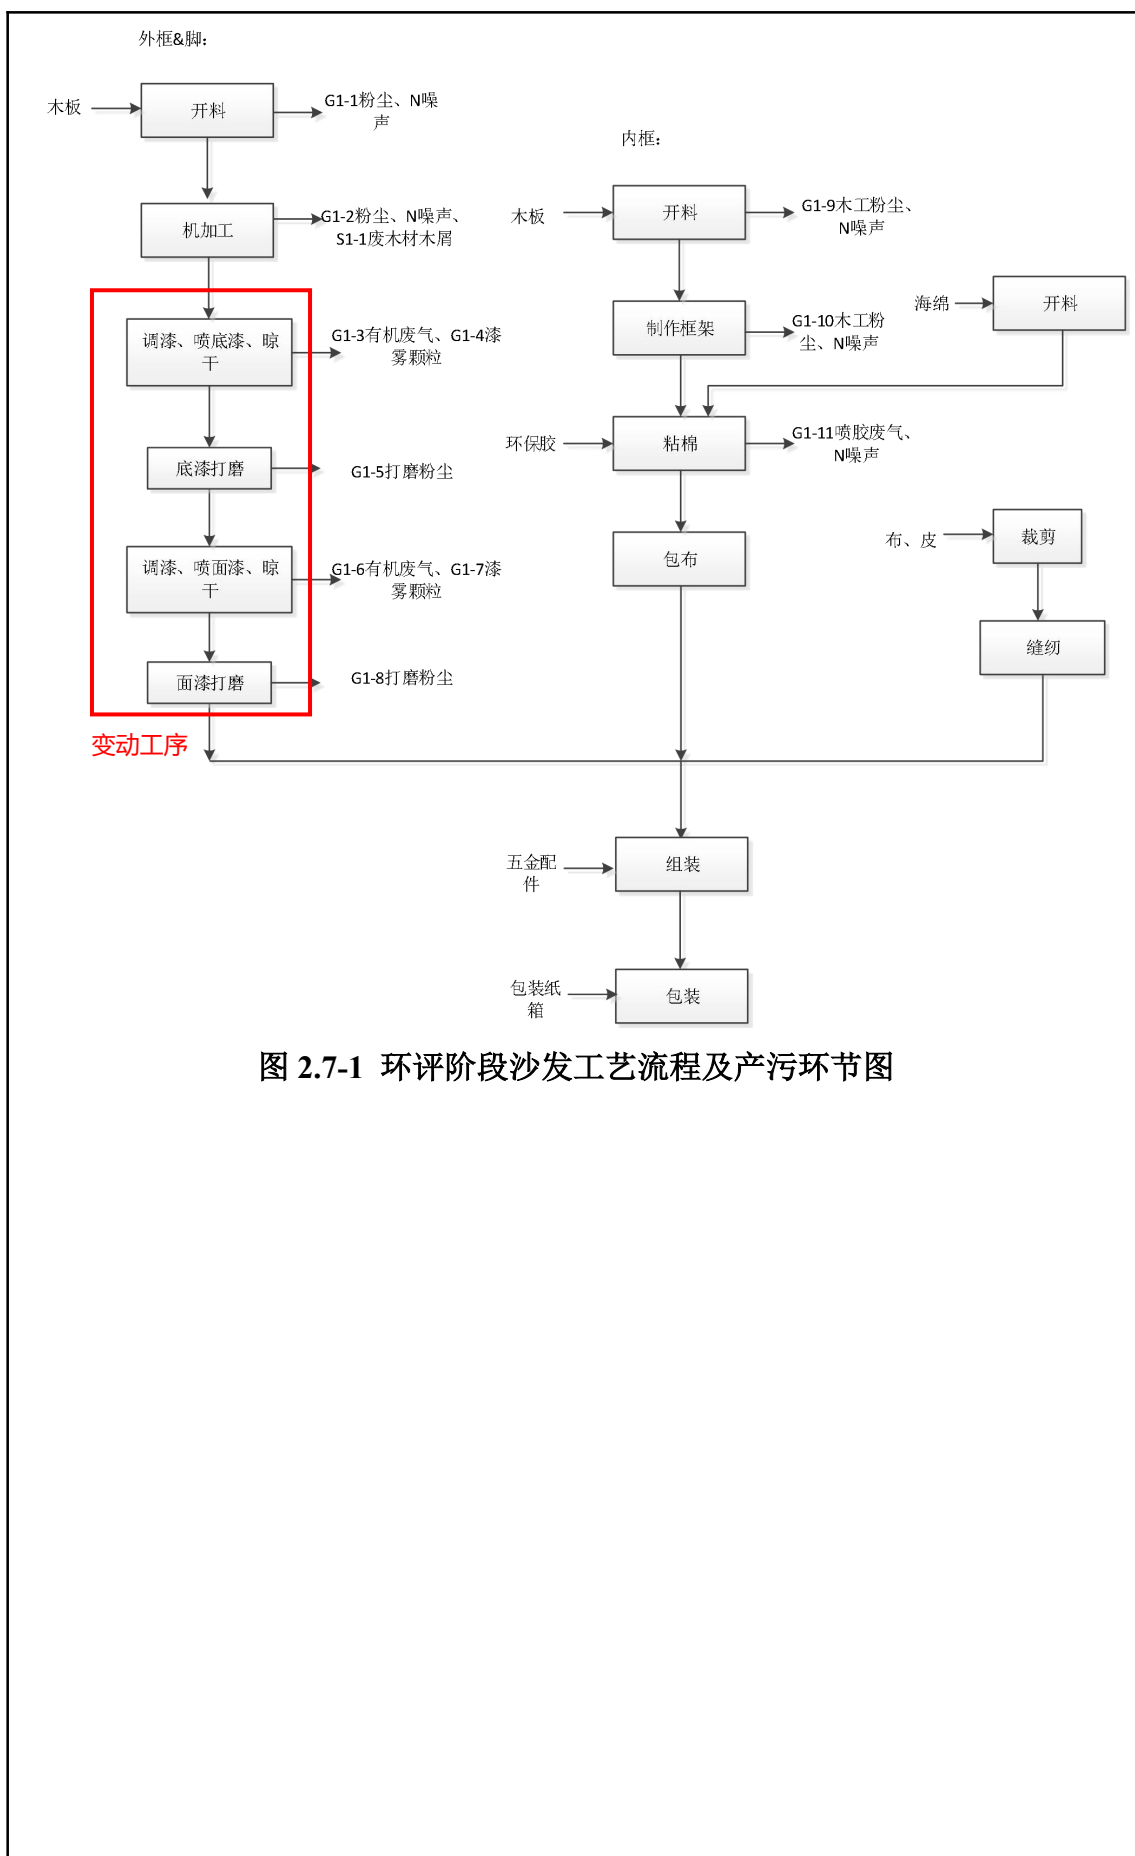 外框&脚：
木板
开料
G1-1粉尘、N噪
声
机加工
G1-2粉尘、N噪声、
S1-1废木材木屑
调漆、喷底漆、晾
干
G1-3有机废气、G1-4漆
雾颗粒
底漆打磨
G1-5打磨粉尘
调漆、喷面漆、晾
干
G1-6有机废气、G1-7漆
雾颗粒
面漆打磨
G1-8打磨粉尘
变动工序
内框：
木板
开料
G1-9木工粉尘、
N噪声
制作框架
G1-10木工粉
尘、N噪声
海绵
开料
环保胶
粘棉
G1-11喷胶废气、
N噪声
包布
布、皮
裁剪
缝纫
五金配
件
组装
包装纸
箱
包装
图 2.7-1 环评阶段沙发工艺流程及产污环节图